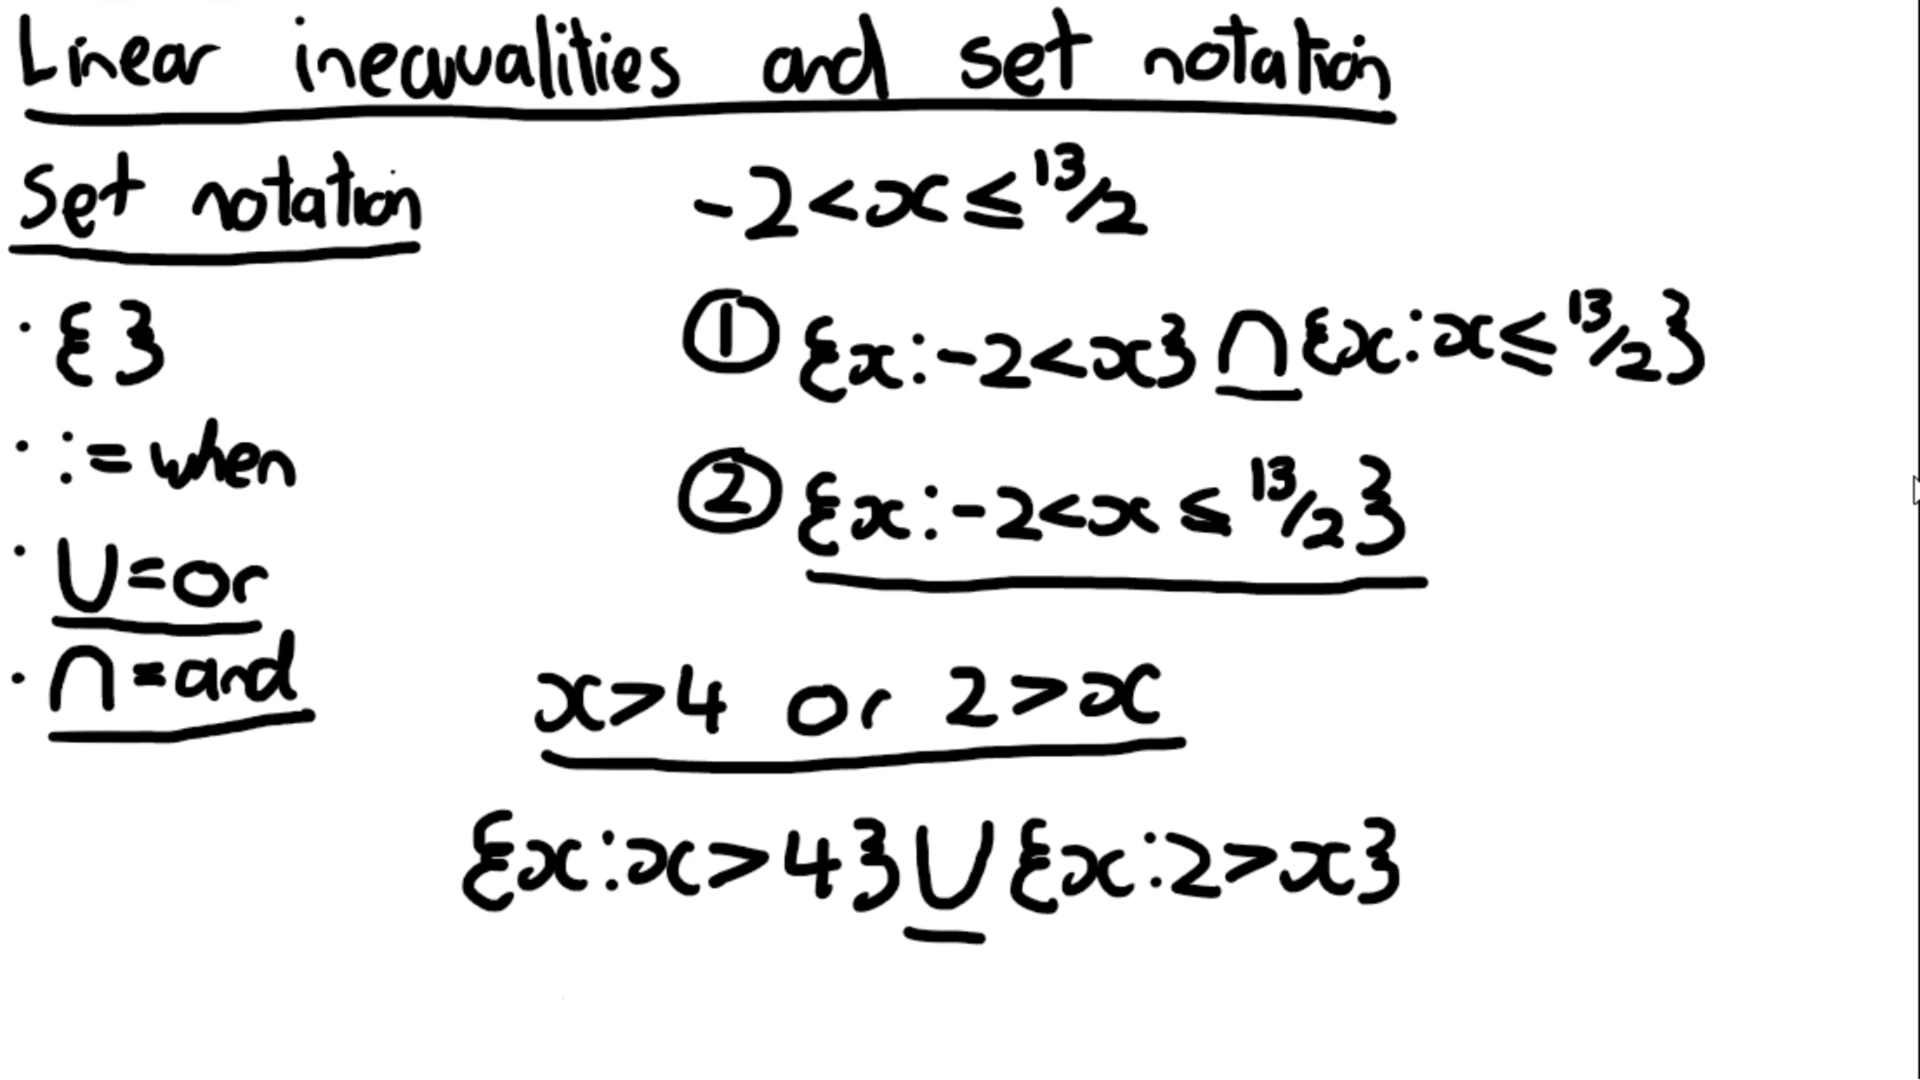 Linear inequalities and set notation
Set notation
-2<x≤13/2
· { }
① {x:-2<x} ∩ {x:x≤13/2}
· := when
② {x:-2<x≤13/2}
· ∪=or
· ∩=and
x>4 or 2>x
{x:x>4}∪{x:2>x}